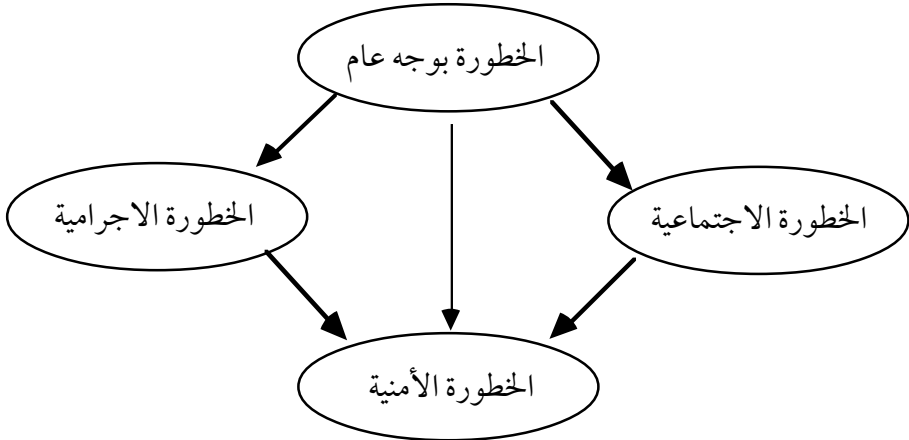 الخطورة بوجه عام
الخطورة الاجتماعية
الخطورة الاجرامية
الخطورة الأمنية